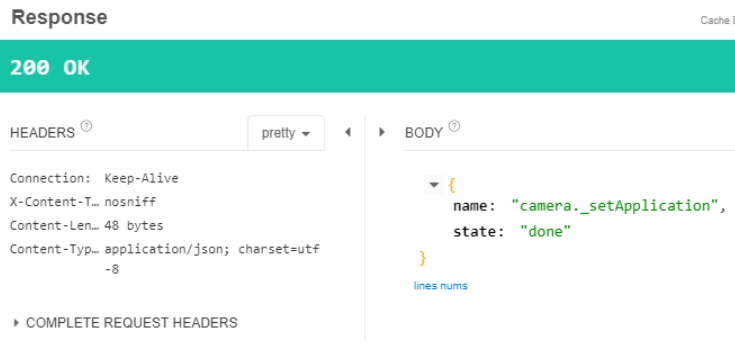 Response
Cache
200 OK
HEADERS
pretty
BODY
Connection: Keep-Alive
X-Content-T… nosniff
Content-Len… 48 bytes
Content-Typ… application/json; charset=utf
-8
COMPLETE REQUEST HEADERS
{
name: "camera._setApplication",
state: "done"
}
lines nums